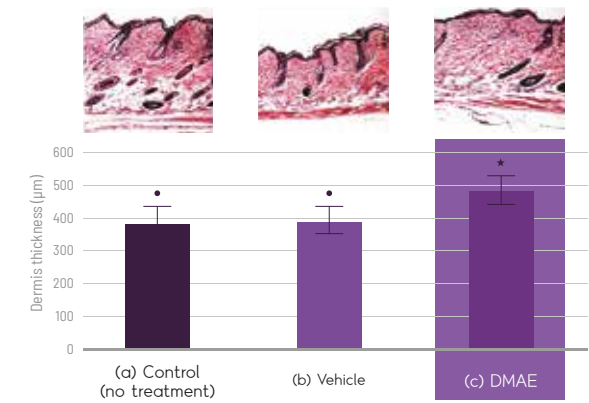 600
500
400
300
200
100
0
Dermis thickness (µm)
(a) Control
(no treatment)
(b) Vehicle
(c) DMAE